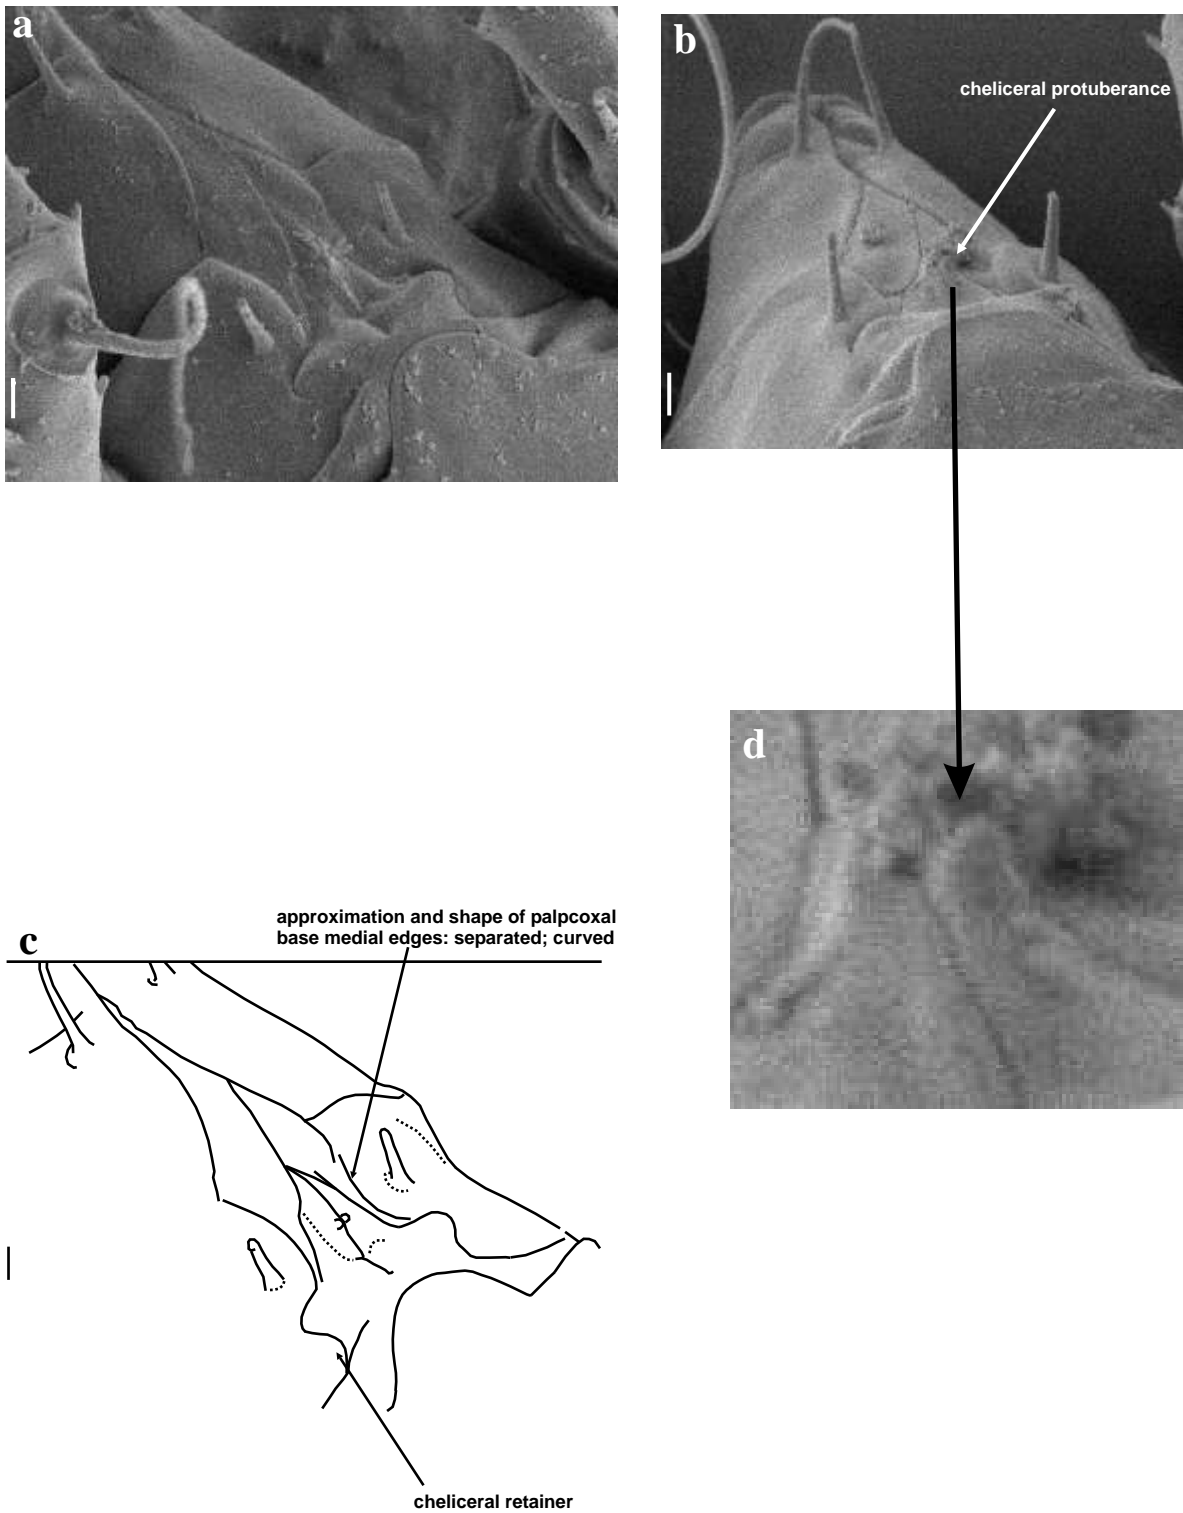 a
b
cheliceral protuberance
d
c
approximation and shape of palpcoxal
base medial edges: separated; curved
cheliceral retainer